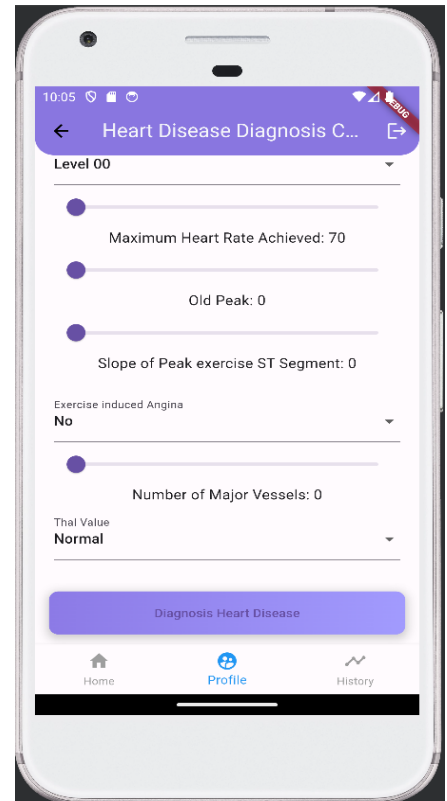 10:05
DEBUG
Heart Disease Diagnosis C...
Level 00
Maximum Heart Rate Achieved: 70
Old Peak: 0
Slope of Peak exercise ST Segment: 0
Exercise induced Angina
No
Number of Major Vessels: 0
Thal Value
Normal
Diagnosis Heart Disease
Home
Profile
History